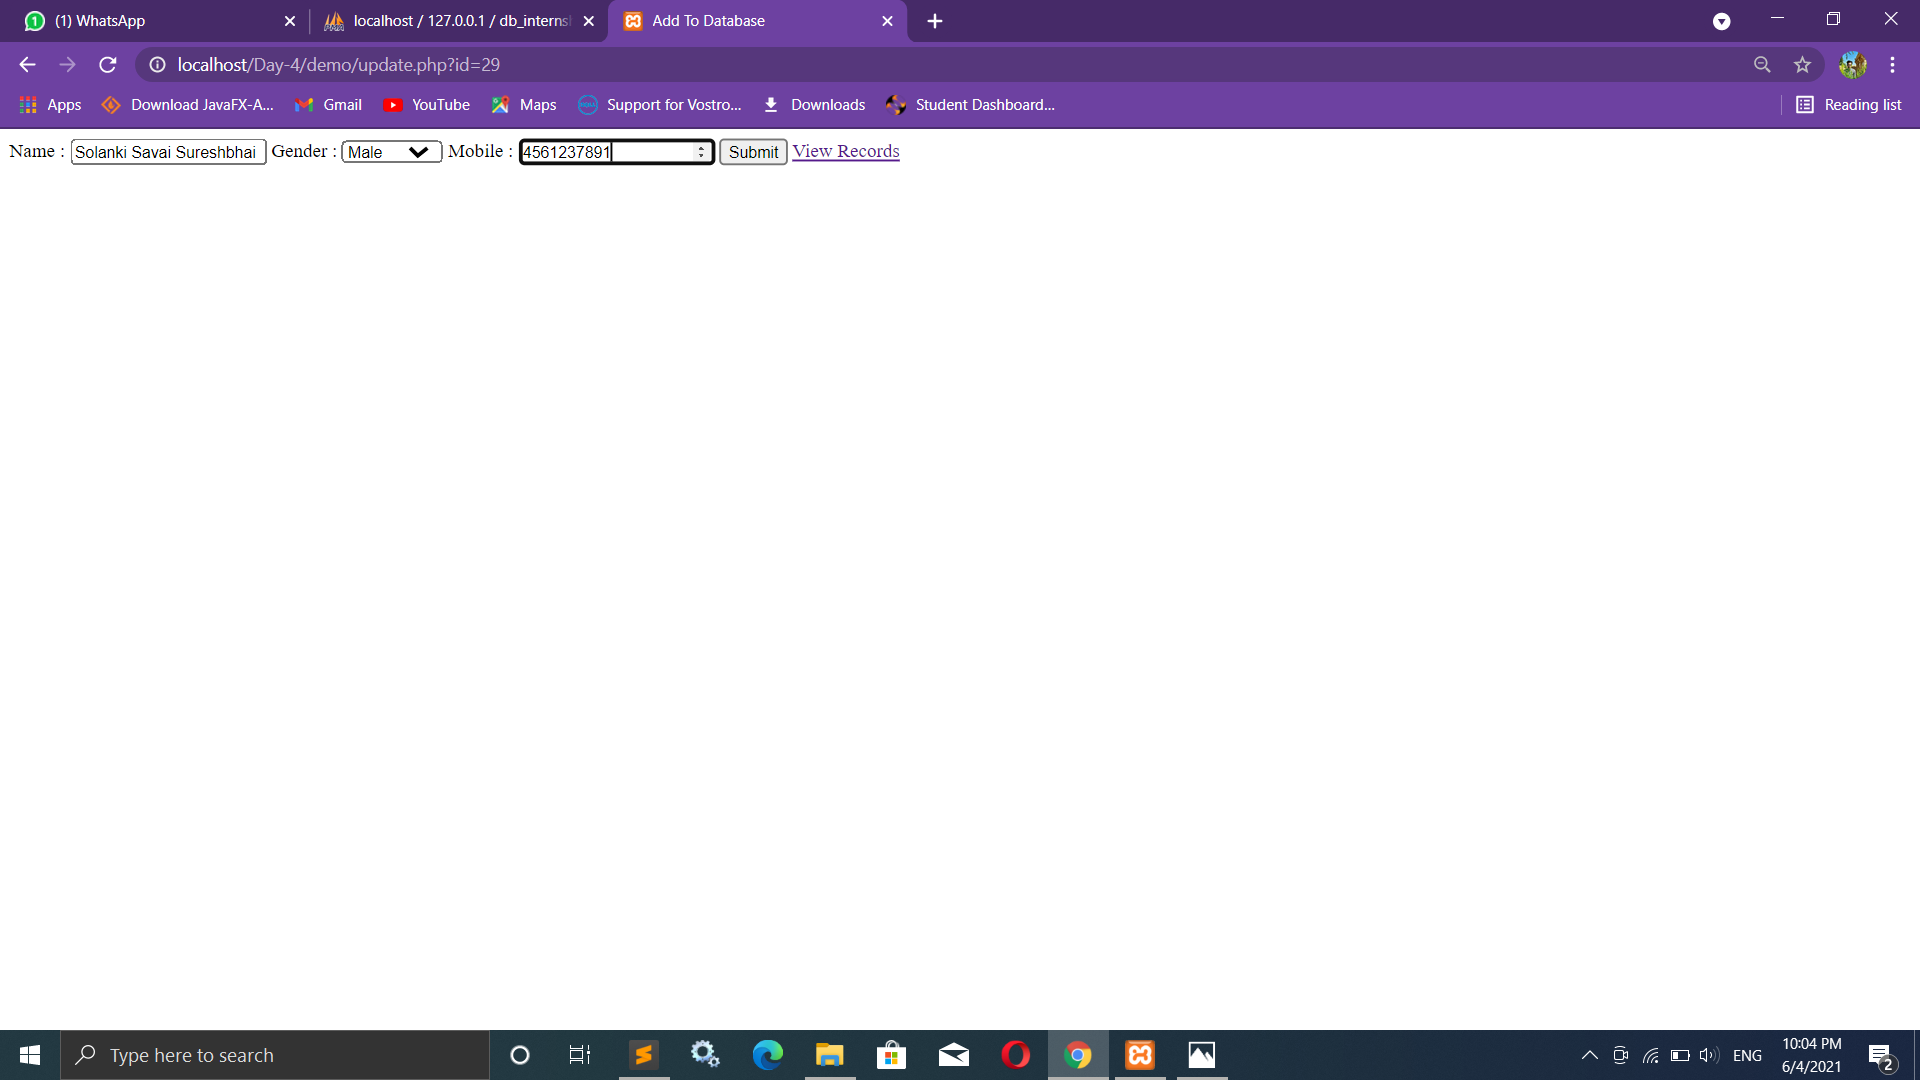 (1) WhatsApp
localhost / 127.0.0.1 / db_interns
Add To Database
localhost/Day-4/demo/update.php?id=29
Apps
Download JavaFX-A...
Gmail
YouTube
Maps
Support for Vostro...
Downloads
Student Dashboard...
Reading list
Name : Solanki Savai Sureshbhai Gender : Male Mobile : 4561237891 Submit View Records
Type here to search
ENG
10:04 PM
6/4/2021
2